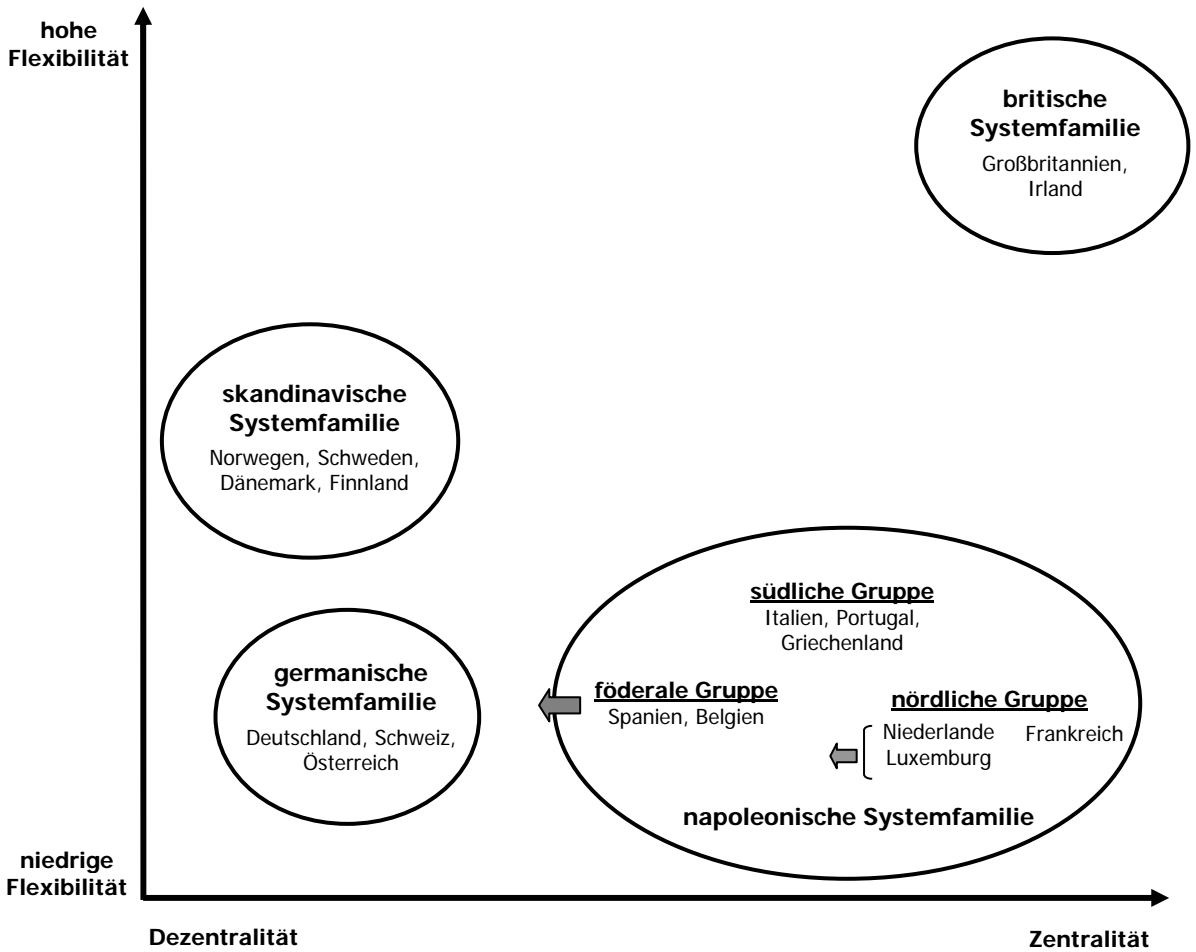 hohe
Flexibilität
britische
Systemfamilie
Großbritannien,
Irland
skandinavische
Systemfamilie
Norwegen, Schweden,
Dänemark, Finnland
südliche Gruppe
Italien, Portugal,
Griechenland
germanische
Systemfamilie
Deutschland, Schweiz,
Österreich
föderale Gruppe
Spanien, Belgien
nördliche Gruppe
Niederlande
Luxemburg
Frankreich
napoleonische Systemfamilie
niedrige
Flexibilität
Dezentralität
Zentralität